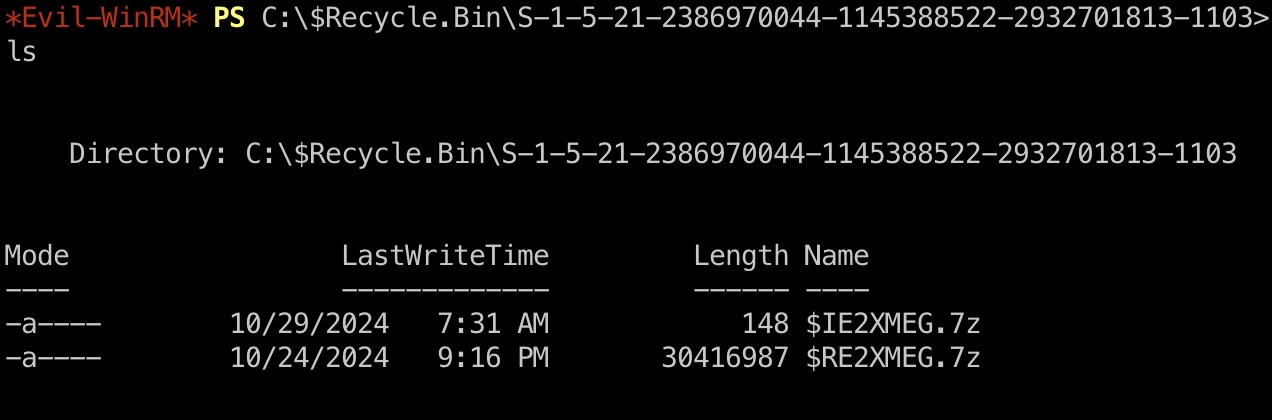 *Evil-WinRM* PS C:\$Recycle.Bin\S-1-5-21-2386970044-1145388522-2932701813-1103>
ls
Directory: C:\$Recycle.Bin\S-1-5-21-2386970044-1145388522-2932701813-1103
Mode LastWriteTime Length Name
---- ------------- ------ ----
-a---- 10/29/2024 7:31 AM 148 $IE2XMEG.7z
-a---- 10/24/2024 9:16 PM 30416987 $RE2XMEG.7z